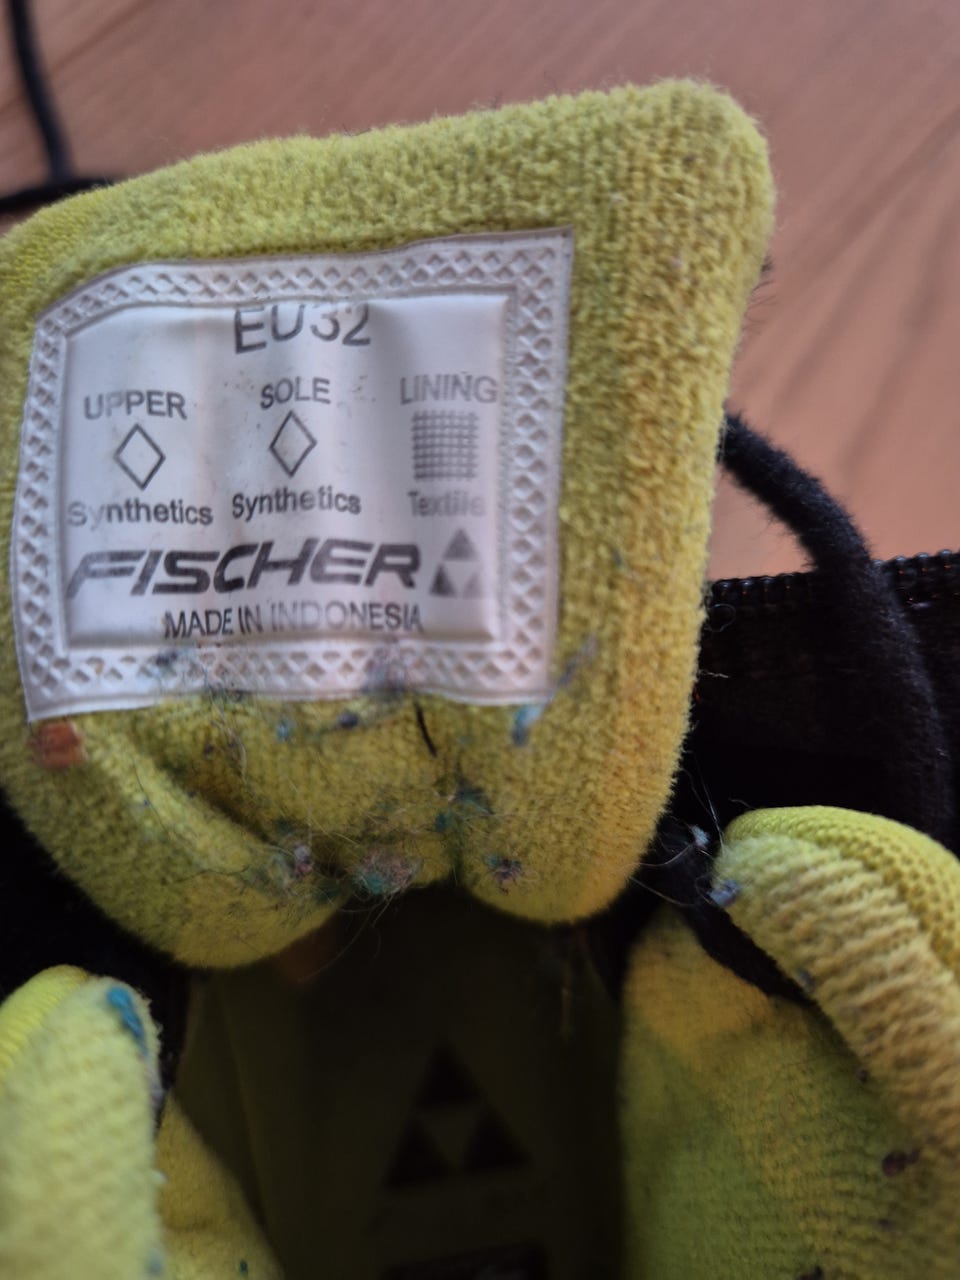 EU32
UPPER SOLE LINING
Synthetics Synthetics Textile
FISCHER
MADE IN INDONESIA